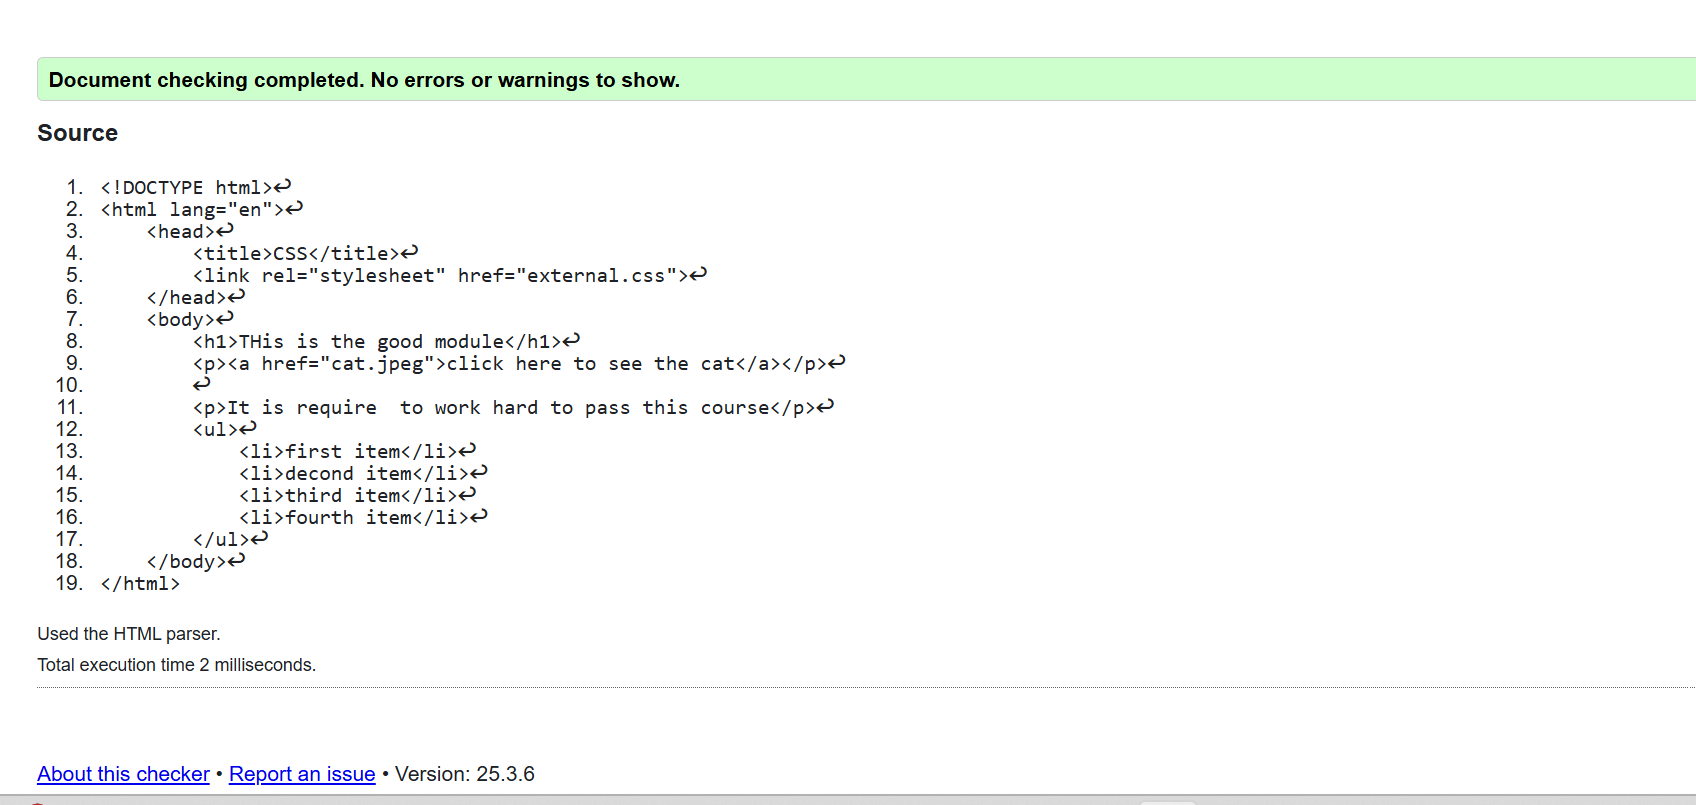 Document checking completed. No errors or warnings to show.
Source
1. <!DOCTYPE html>↩
2. <html lang="en">↩
3.     <head>↩
4.         <title>CSS</title>↩
5.         <link rel="stylesheet" href="external.css">↩
6.     </head>↩
7.     <body>↩
8.         <h1>THis is the good module</h1>↩
9.         <p><a href="cat.jpeg">click here to see the cat</a></p>↩
10.         ↩
11.         <p>It is require  to work hard to pass this course</p>↩
12.         <ul>↩
13.             <li>first item</li>↩
14.             <li>decond item</li>↩
15.             <li>third item</li>↩
16.             <li>fourth item</li>↩
17.         </ul>↩
18.     </body>↩
19. </html>
Used the HTML parser.
Total execution time 2 milliseconds.
About this checker • Report an issue • Version: 25.3.6